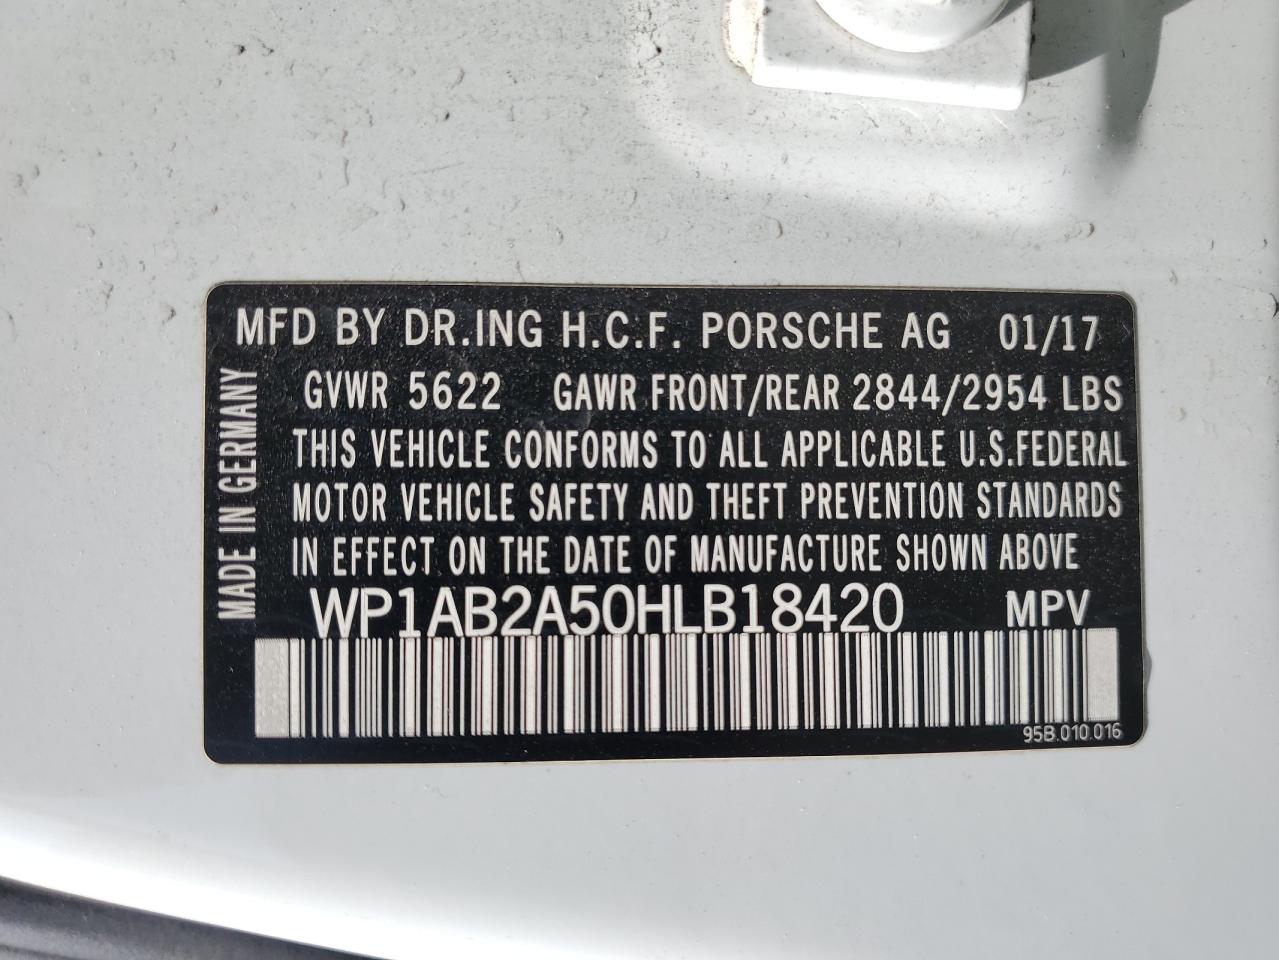 MFD BY DR.ING H.C.F. PORSCHE AG 01/17
GVWR 5622 GAWR FRONT/REAR 2844/2954 LBS
THIS VEHICLE CONFORMS TO ALL APPLICABLE U.S.FEDERAL
MOTOR VEHICLE SAFETY AND THEFT PREVENTION STANDARDS
IN EFFECT ON THE DATE OF MANUFACTURE SHOWN ABOVE
WP1AB2A50HLB18420 MPV
95B.010.016
MADE IN GERMANY